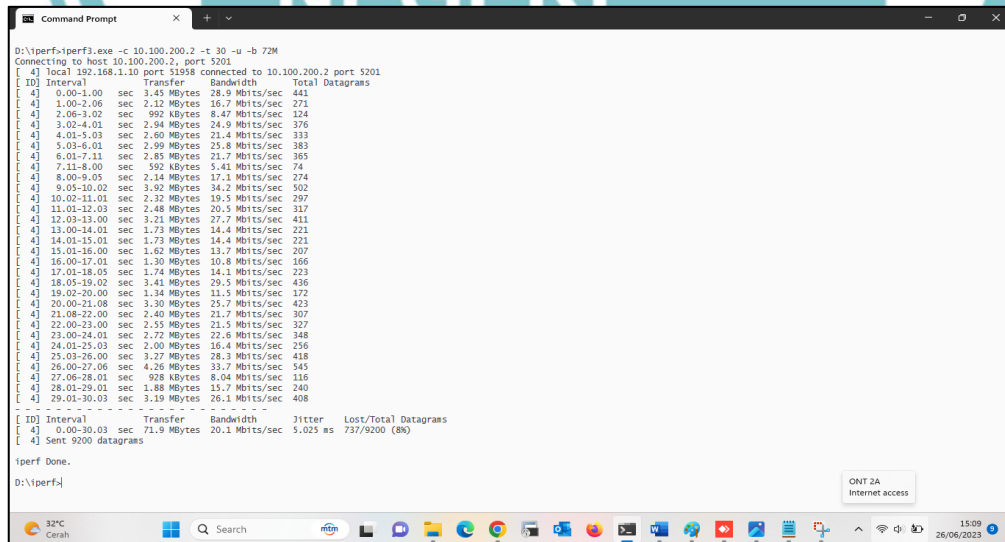 Command Prompt
D:\iperf>iperf3.exe -c 10.100.200.2 -t 30 -u -b 72M
Connecting to host 10.100.200.2, port 5201
[  4] local 192.168.1.10 port 51958 connected to 10.100.200.2 port 5201
[ ID] Interval           Transfer     Bandwidth       Total Datagrams
[  4]   0.00-1.00   sec  3.45 MBytes  28.9 Mbits/sec  441
[  4]   1.00-2.06   sec  2.12 MBytes  16.7 Mbits/sec  271
[  4]   2.06-3.02   sec   992 KBytes  8.47 Mbits/sec  124
[  4]   3.02-4.01   sec  2.94 MBytes  24.9 Mbits/sec  376
[  4]   4.01-5.03   sec  2.60 MBytes  21.4 Mbits/sec  333
[  4]   5.03-6.01   sec  2.99 MBytes  25.8 Mbits/sec  383
[  4]   6.01-7.11   sec  2.85 MBytes  21.7 Mbits/sec  365
[  4]   7.11-8.00   sec   592 KBytes  5.41 Mbits/sec  74
[  4]   8.00-9.05   sec  2.14 MBytes  17.1 Mbits/sec  274
[  4]   9.05-10.02  sec  3.92 MBytes  34.2 Mbits/sec  502
[  4]  10.02-11.01  sec  2.32 MBytes  19.5 Mbits/sec  297
[  4]  11.01-12.03  sec  2.48 MBytes  20.5 Mbits/sec  317
[  4]  12.03-13.00  sec  3.21 MBytes  27.7 Mbits/sec  411
[  4]  13.00-14.01  sec  1.73 MBytes  14.4 Mbits/sec  221
[  4]  14.01-15.01  sec  1.73 MBytes  14.4 Mbits/sec  221
[  4]  15.01-16.00  sec  1.62 MBytes  13.7 Mbits/sec  207
[  4]  16.00-17.01  sec  1.30 MBytes  10.8 Mbits/sec  166
[  4]  17.01-18.05  sec  1.74 MBytes  14.1 Mbits/sec  223
[  4]  18.05-19.02  sec  3.41 MBytes  29.5 Mbits/sec  436
[  4]  19.02-20.00  sec  1.34 MBytes  11.5 Mbits/sec  172
[  4]  20.00-21.08  sec  3.30 MBytes  25.7 Mbits/sec  423
[  4]  21.08-22.00  sec  2.40 MBytes  21.7 Mbits/sec  307
[  4]  22.00-23.00  sec  2.55 MBytes  21.5 Mbits/sec  327
[  4]  23.00-24.01  sec  2.72 MBytes  22.6 Mbits/sec  348
[  4]  24.01-25.03  sec  2.00 MBytes  16.4 Mbits/sec  256
[  4]  25.03-26.00  sec  3.27 MBytes  28.3 Mbits/sec  418
[  4]  26.00-27.06  sec  4.26 MBytes  33.7 Mbits/sec  545
[  4]  27.06-28.01  sec   928 KBytes  8.04 Mbits/sec  116
[  4]  28.01-29.01  sec  1.88 MBytes  15.7 Mbits/sec  240
[  4]  29.01-30.03  sec  3.19 MBytes  26.1 Mbits/sec  408
- - - - - - - - - - - - - - - - - - - - - - - - -
[ ID] Interval           Transfer     Bandwidth       Jitter    Lost/Total Datagrams
[  4]   0.00-30.03  sec  71.9 MBytes  20.1 Mbits/sec  5.025 ms  737/9200 (8%)
[  4] Sent 9200 datagrams
iperf Done.
D:\iperf>
ONT 2A
Internet access
32°C
Cerah
Search
mtm
15:09
26/06/2023
9